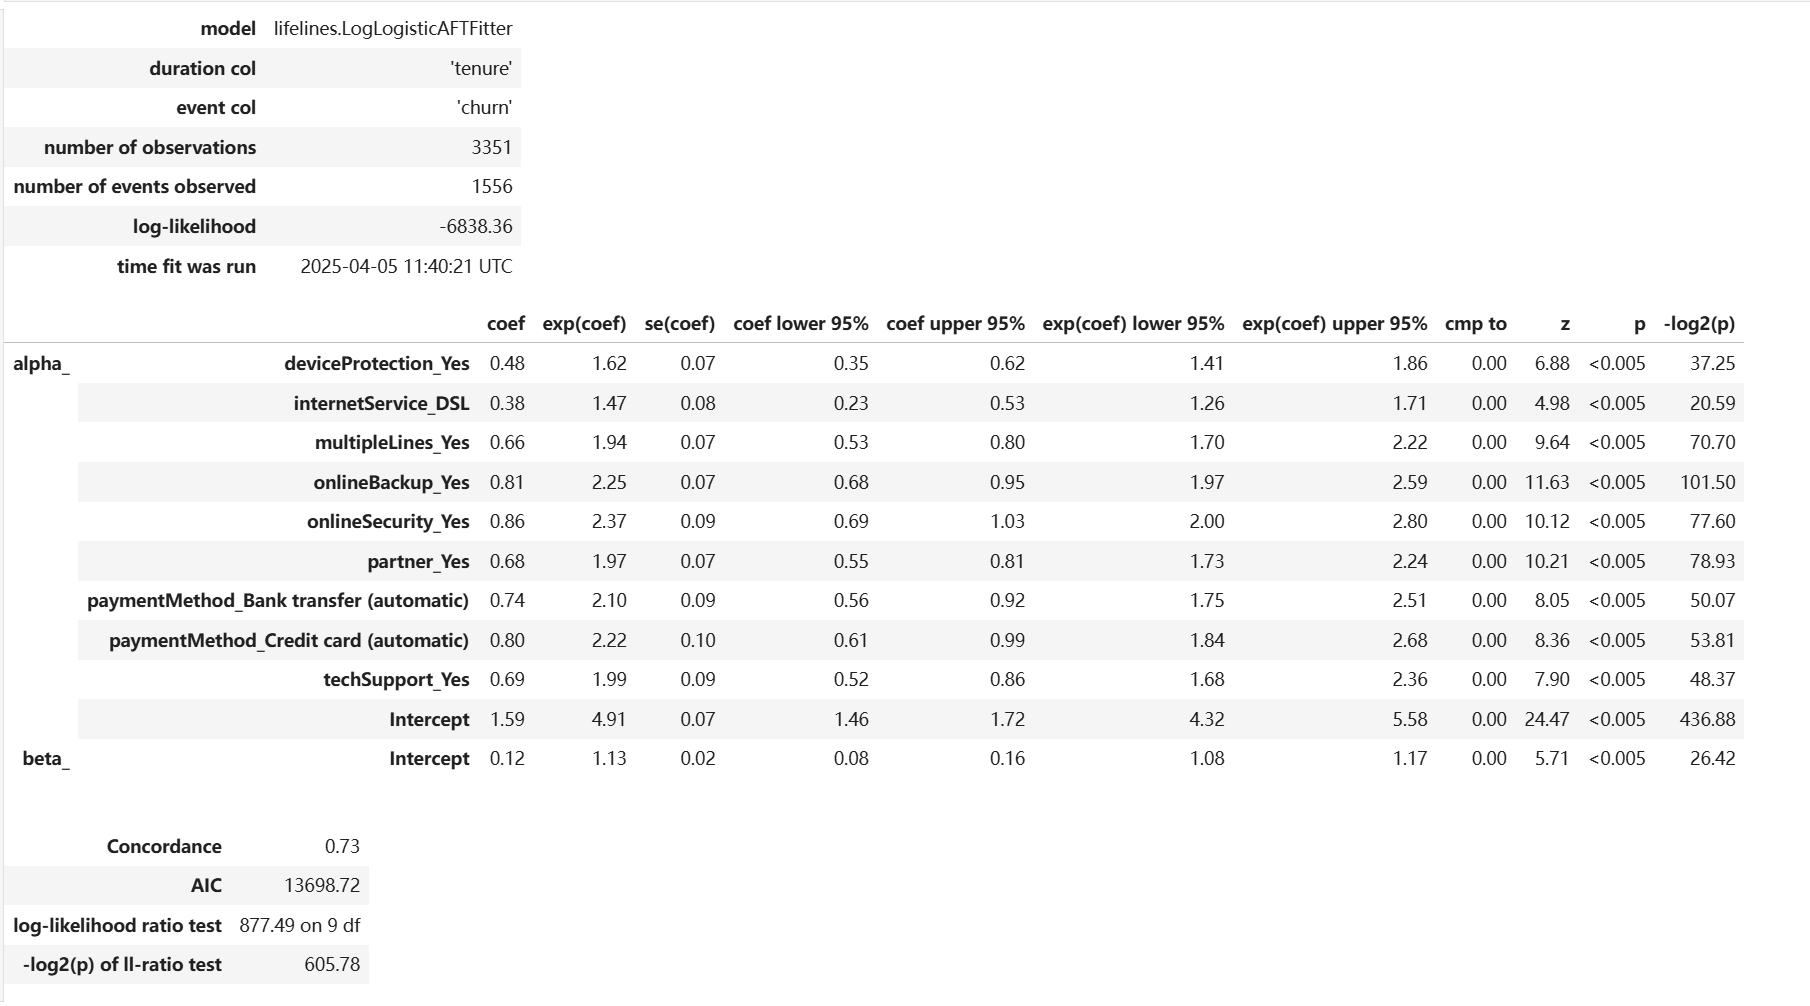 model lifelines.LogLogisticAFTFitter
duration col 'tenure'
event col 'churn'
number of observations 3351
number of events observed 1556
log-likelihood -6838.36
time fit was run 2025-04-05 11:40:21 UTC
coef exp(coef) se(coef) coef lower 95% coef upper 95% exp(coef) lower 95% exp(coef) upper 95% cmp to z p -log2(p)
alpha_ deviceProtection_Yes 0.48 1.62 0.07 0.35 0.62 1.41 1.86 0.00 6.88 <0.005 37.25
internetService_DSL 0.38 1.47 0.08 0.23 0.53 1.26 1.71 0.00 4.98 <0.005 20.59
multipleLines_Yes 0.66 1.94 0.07 0.53 0.80 1.70 2.22 0.00 9.64 <0.005 70.70
onlineBackup_Yes 0.81 2.25 0.07 0.68 0.95 1.97 2.59 0.00 11.63 <0.005 101.50
onlineSecurity_Yes 0.86 2.37 0.09 0.69 1.03 2.00 2.80 0.00 10.12 <0.005 77.60
partner_Yes 0.68 1.97 0.07 0.55 0.81 1.73 2.24 0.00 10.21 <0.005 78.93
paymentMethod_Bank transfer (automatic) 0.74 2.10 0.09 0.56 0.92 1.75 2.51 0.00 8.05 <0.005 50.07
paymentMethod_Credit card (automatic) 0.80 2.22 0.10 0.61 0.99 1.84 2.68 0.00 8.36 <0.005 53.81
techSupport_Yes 0.69 1.99 0.09 0.52 0.86 1.68 2.36 0.00 7.90 <0.005 48.37
Intercept 1.59 4.91 0.07 1.46 1.72 4.32 5.58 0.00 24.47 <0.005 436.88
beta_ Intercept 0.12 1.13 0.02 0.08 0.16 1.08 1.17 0.00 5.71 <0.005 26.42
Concordance 0.73
AIC 13698.72
log-likelihood ratio test 877.49 on 9 df
-log2(p) of ll-ratio test 605.78